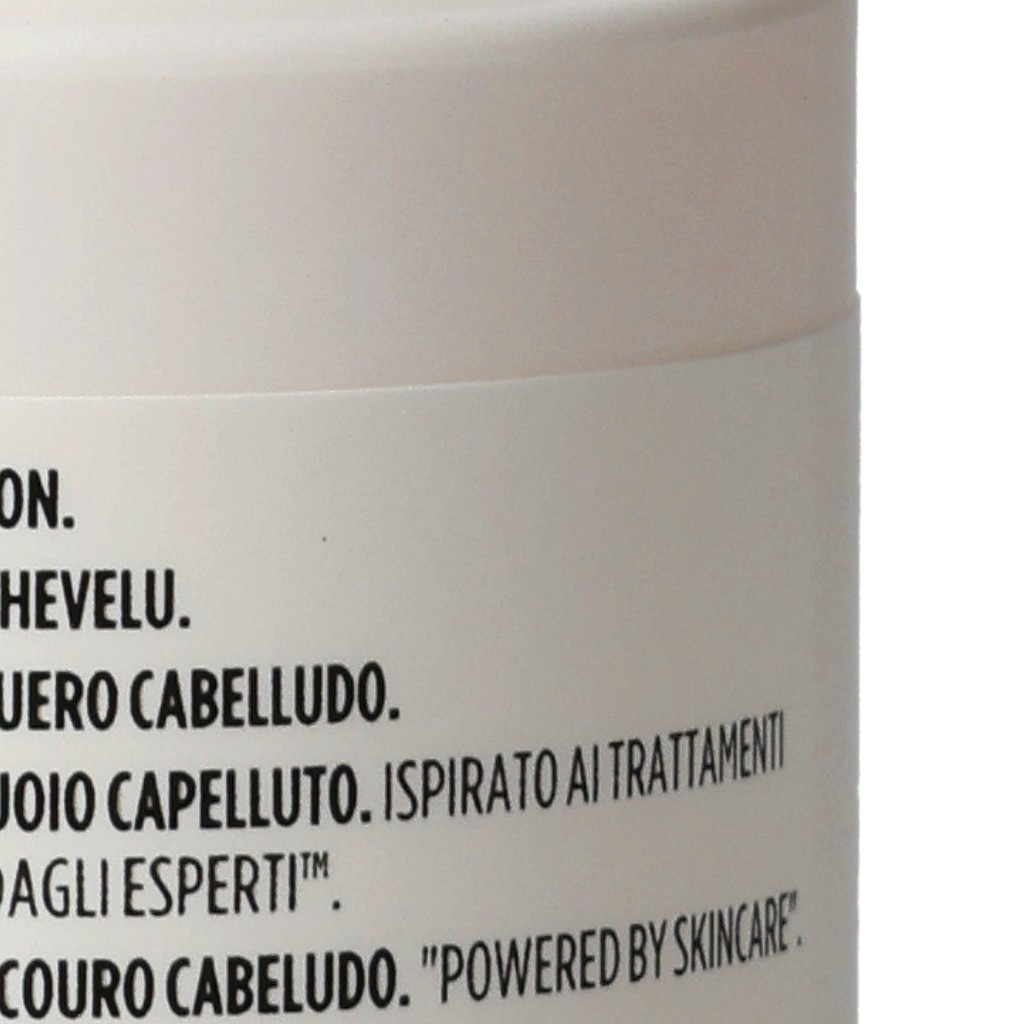 ON.
HEVELU.
UERO CABELLUDO.
UOIO CAPELLUTO. ISPIRATO AI TRATTAMENTI
DAGLI ESPERTI™.
COURO CABELUDO. "POWERED BY SKINCARE".